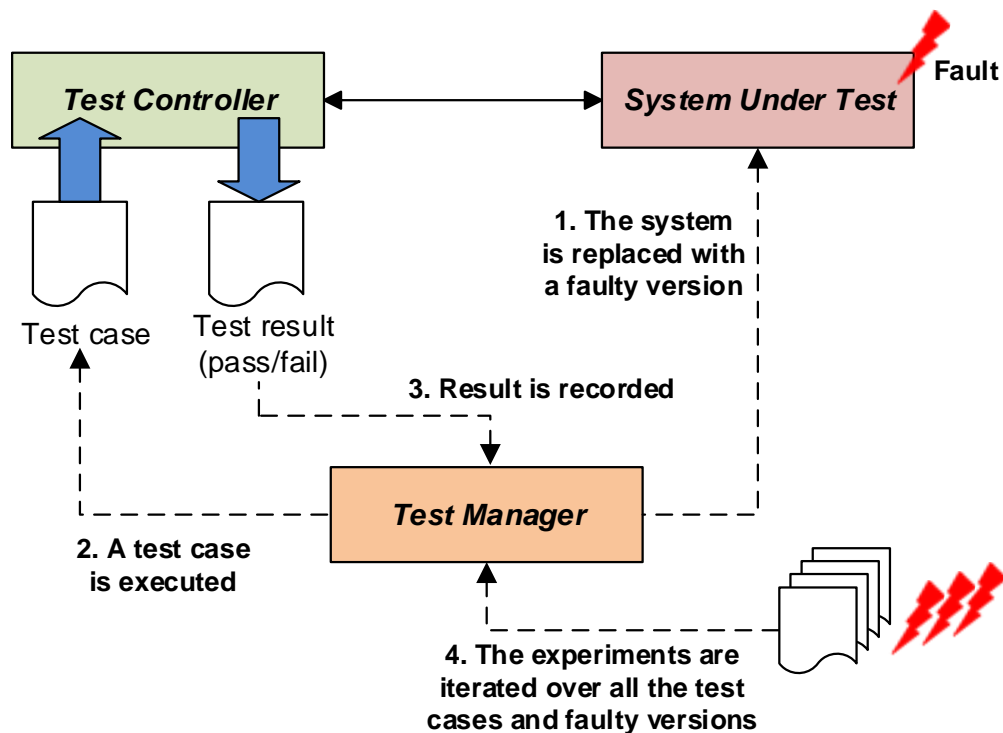 Test Controller
System Under Test
Fault
1. The system
is replaced with
a faulty version
Test case
Test result
(pass/fail)
3. Result is recorded
Test Manager
2. A test case
is executed
4. The experiments are
iterated over all the test
cases and faulty versions